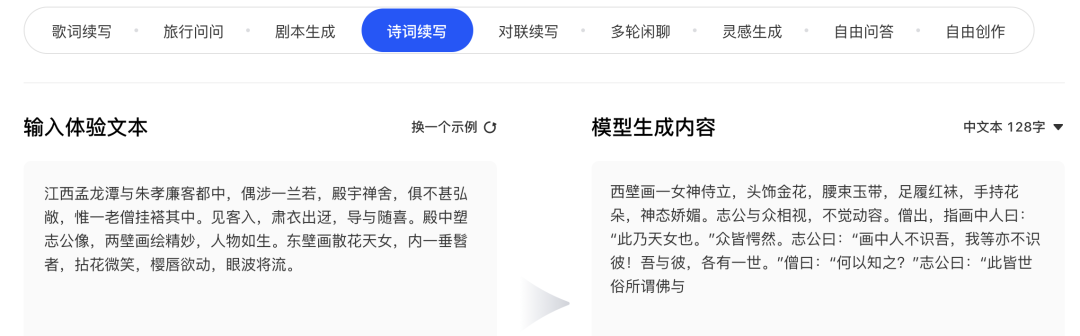 歌词续写 • 旅行问问 • 剧本生成 诗词续写 对联续写 • 多轮闲聊 • 灵感生成 • 自由问答 • 自由创作
输入体验文本 换一个示例
江西孟龙潭与朱孝廉客都中，偶涉一兰若，殿宇禅舍，俱不甚弘
敞，惟一老僧挂褡其中。见客入，肃衣出迓，导与随喜。殿中塑
志公像，两壁画绘精妙，人物如生。东壁画散花天女，内一垂髫
者，拈花微笑，樱唇欲动，眼波将流。
模型生成内容 中文本 128字
西壁画一女神侍立，头饰金花，腰束玉带，足履红袜，手持花
朵，神态娇媚。志公与众相视，不觉动容。僧出，指画中人曰：
“此乃天女也。”众皆愕然。志公曰：“画中人不识吾，我等亦不识
彼！吾与彼，各有一世。”僧曰：“何以知之？”志公曰：“此皆世
俗所谓佛与